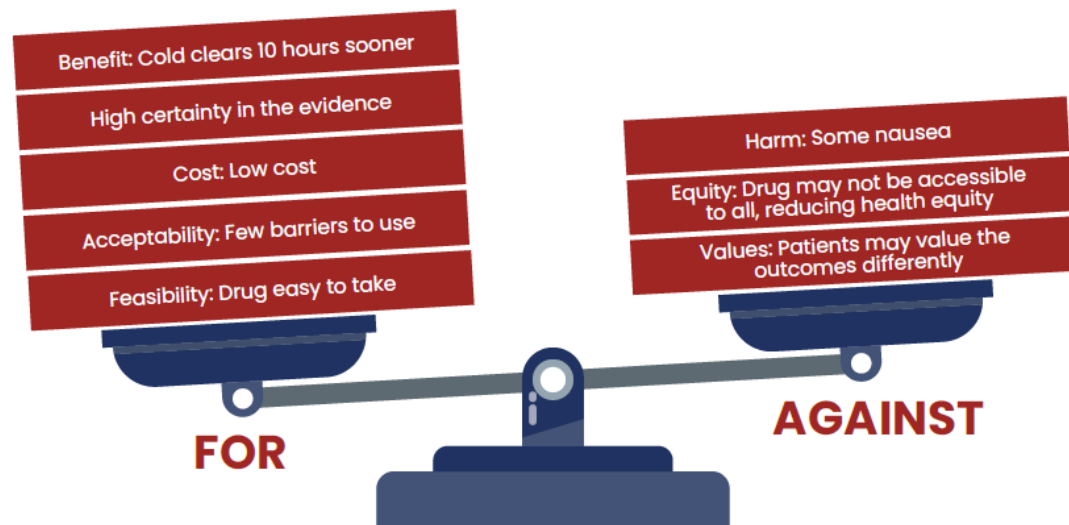 Benefit: Cold clears 10 hours sooner
High certainty in the evidence
Cost: Low cost
Acceptability: Few barriers to use
Feasibility: Drug easy to take
FOR
Harm: Some nausea
Equity: Drug may not be accessible
to all, reducing health equity
Values: Patients may value the
outcomes differently
AGAINST